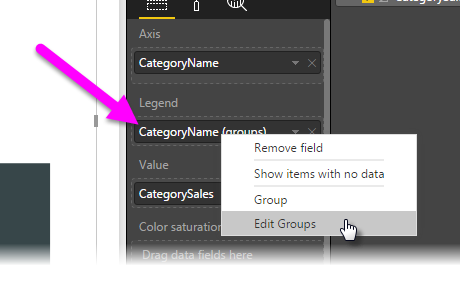 Axis
CategoryName
Legend
CategoryName (groups)
Remove field
Value
Show items with no data
CategorySales
Group
Color saturation
Edit Groups
Drag data fields here